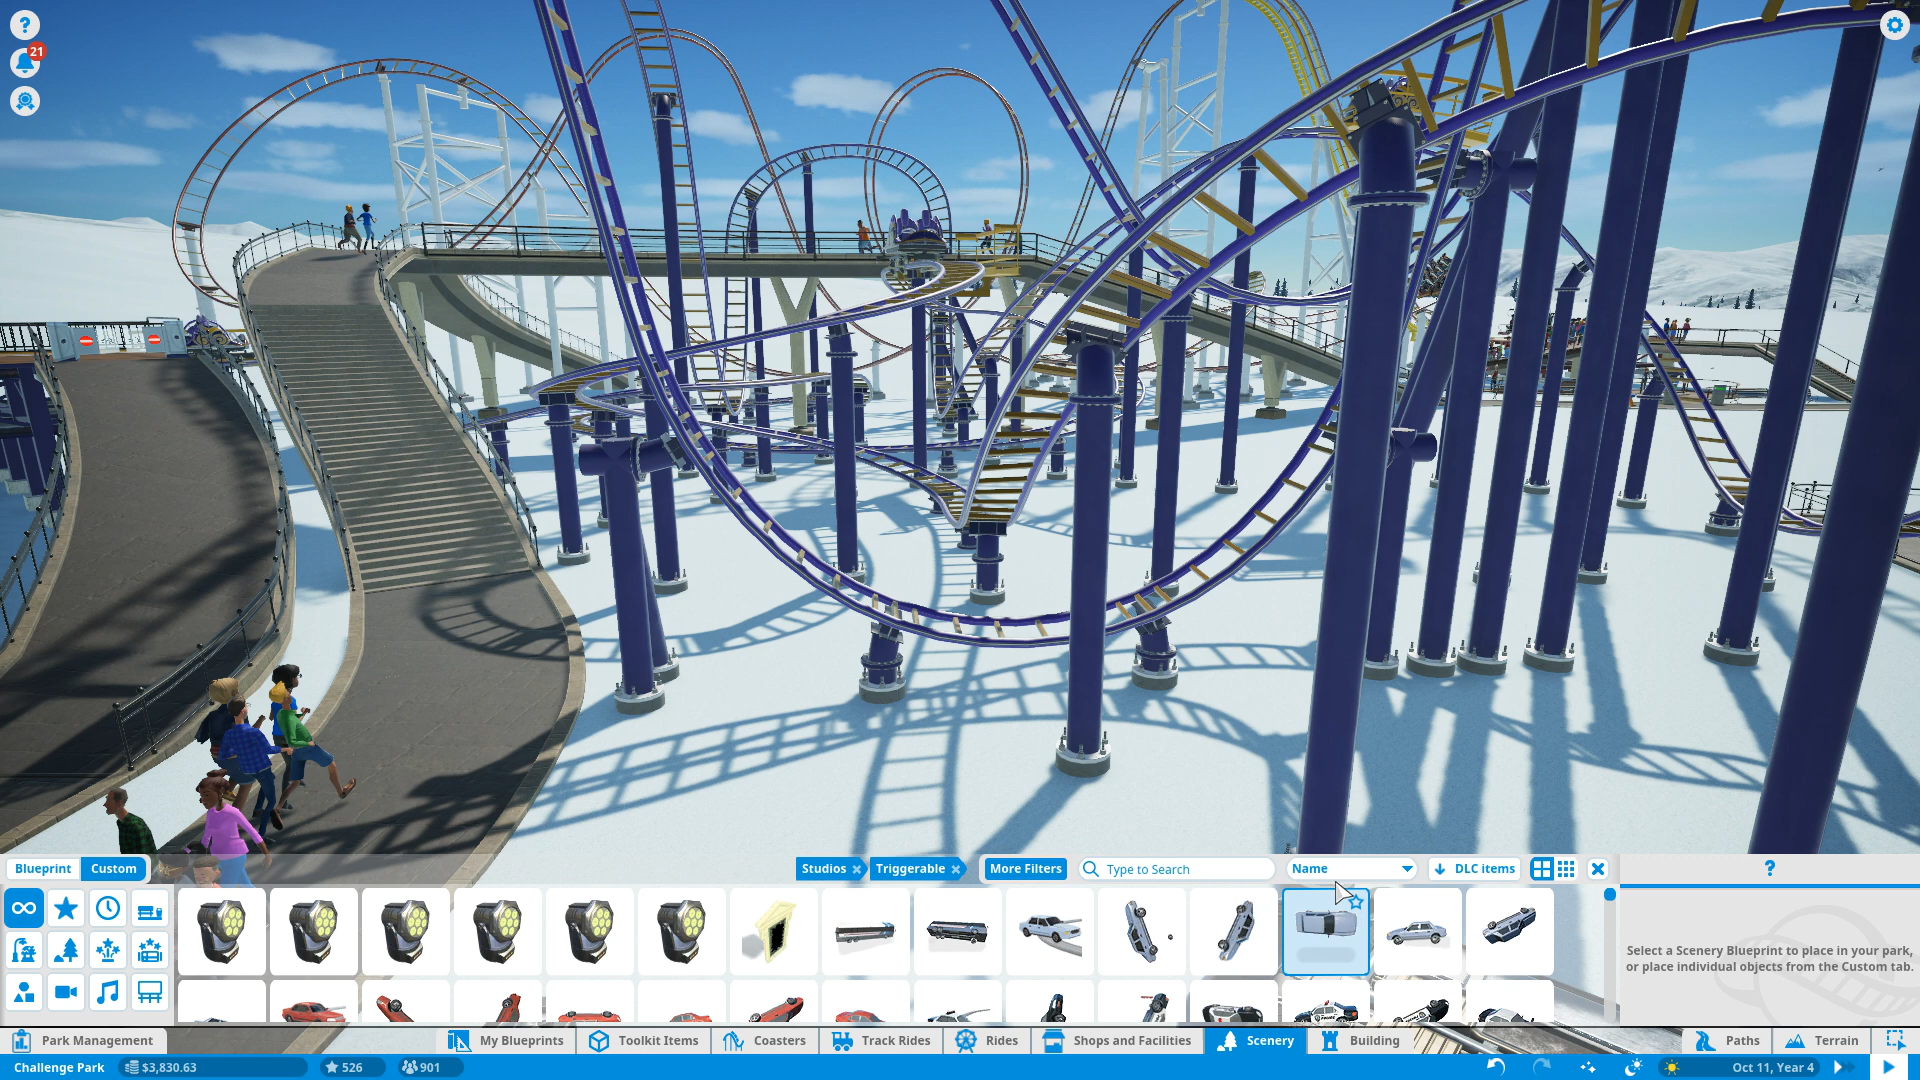 ?
21
Blueprint
Custom
Studios
Triggerable
More Filters
Type to Search
Name
DLC items
?
Select a Scenery Blueprint to place in your park,
or place individual objects from the Custom tab.
Park Management
My Blueprints
Toolkit Items
Coasters
Track Rides
Rides
Shops and Facilities
Scenery
Building
Paths
Terrain
Challenge Park
$3,830.63
526
901
Oct 11, Year 4